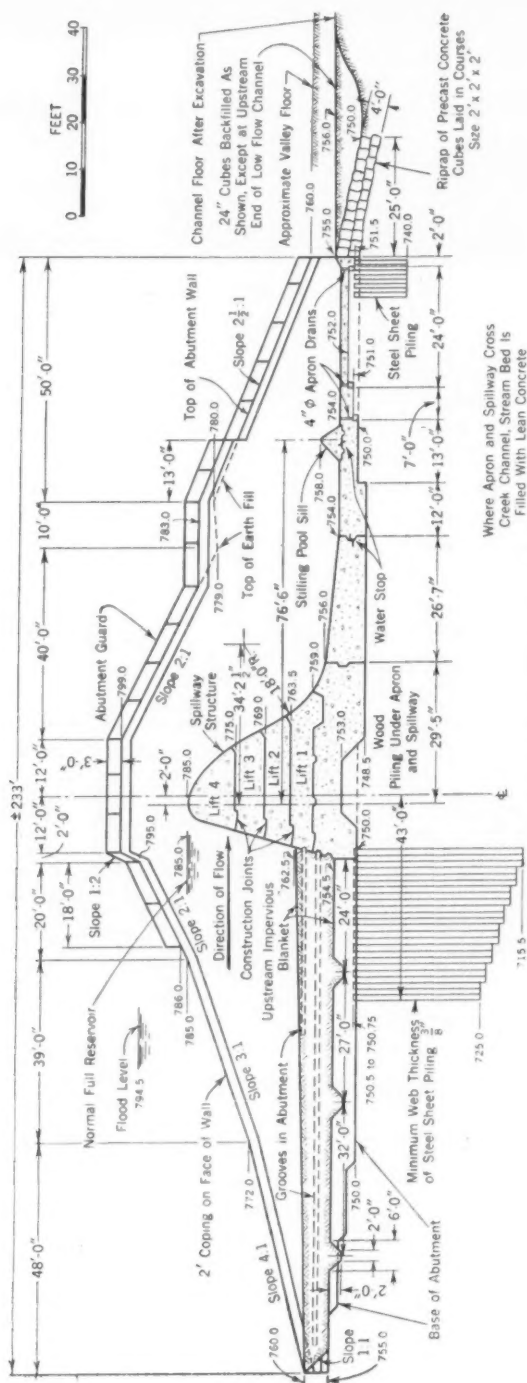 ±233'
48'-0"
39'-0"
20'-0"
18'-0"
2'-0"
12'-0"
12'-0"
40'-0"
10'-0"
50'-0"
FEET
0 10 20 30 40
2'-0"
3'-0"
13'-0"
Slope 1:2
Abutment Guard
799.0
795.0
Slope 2:1
783.0
780.0
779.0
Top of Earth Fill
Top of Abutment Wall
Slope 2½:1
Channel Floor After Excavation
24" Cubes Backfilled As
Shown, Except at Upstream
End of Low Flow Channel
Approximate Valley Floor
Normal Full Reservoir
Flood Level
794.5
786.0
785.0
Slope 2:1
785.0
785.0
Spillway
Structure
2' Coping on Face of Wall
Slope 3:1
772.0
Slope 4:1
Direction of Flow
Construction Joints
Lift 4
775.0
Lift 3
769.0
Lift 2
763.5
Lift 1
34'-2½"
18'-0"R
76'-6"
Upstream Impervious
Blanket
762.5
Grooves in Abutment
759.0
756.0
754.0
Stilling Pool Sill
758.0
4" ϕ Apron Drains
754.0
752.0
755.0
760.0
756.0
750.0
760.0
755.0
Slope
1:1
754.5
753.0
748.5
750.0
750.0
751.0
751.5
740.0
4'-0"
25'-0"
2'-0"
24'-0"
7'-0"
13'-0"
12'-0"
26'-7"
29'-5"
43'-0"
24'-0"
27'-0"
32'-0"
2'-0"
2'-0"
6'-0"
750.0
750.5 to 750.75
Wood
Piling Under Apron
and Spillway
Water Stop
Steel Sheet
Piling
Riprap of Precast Concrete
Cubes Laid in Courses
Size 2' x 2' x 2'
Base of Abutment
Minimum Web Thickness
of Steel Sheet Piling ⅜"
725.0
715.5
℄
Where Apron and Spillway Cross
Creek Channel, Stream Bed Is
Filled With Lean Concrete